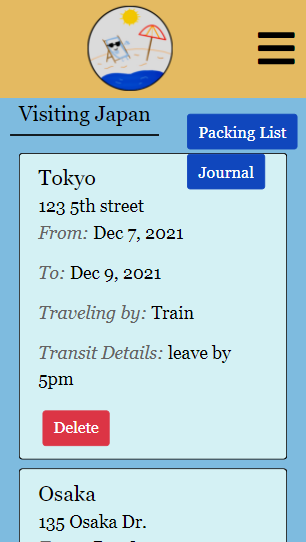 Visiting Japan
Packing List
Journal
Tokyo
123 5th street
From: Dec 7, 2021
To: Dec 9, 2021
Traveling by: Train
Transit Details: leave by
5pm
Delete
Osaka
135 Osaka Dr.